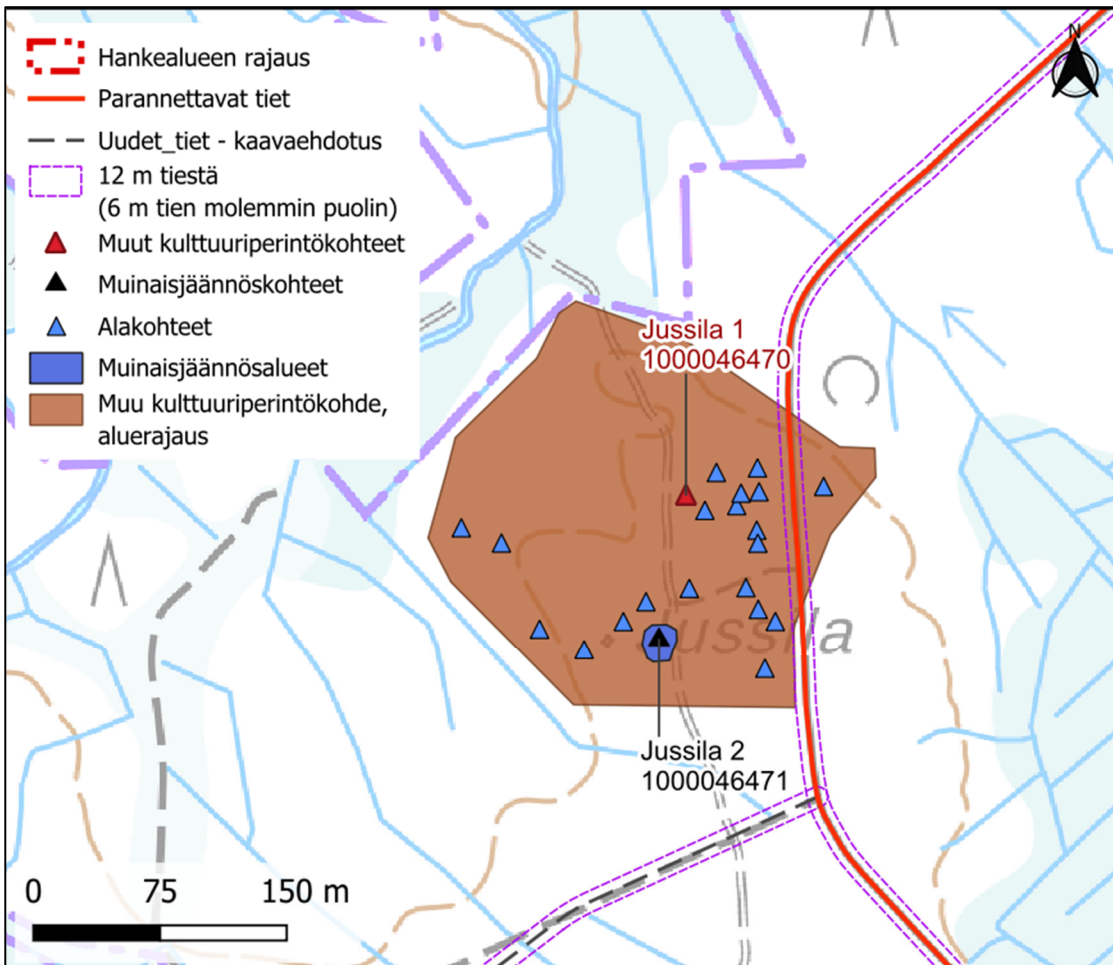 Hankealueen rajaus
Parannettavat tiet
Uudet_tiet - kaavaehdotus
12 m tiestä
(6 m tien molemmin puolin)
Muut kulttuuriperintökohteet
Muinaisjäännöskohteet
Alakohteet
Muinaisjäännösalueet
Muu kulttuuriperintökohde,
aluerajaus
N
Jussila 1
1000046470
Jussila
Jussila 2
1000046471
0 75 150 m